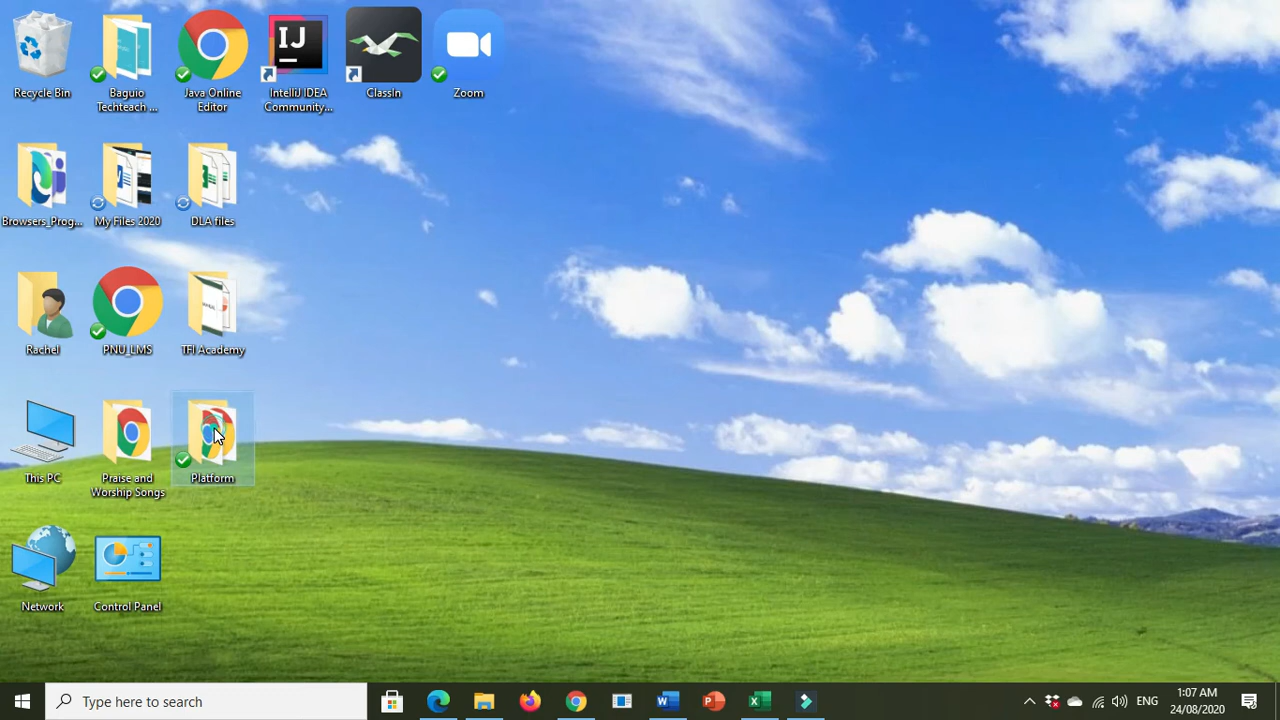 Recycle Bin
Baguio
Techteach ...
Java Online
Editor
IJ
IntelliJ IDEA
Community...
Classin
Zoom
Browsers_Prog...
My Files 2020
DLA files
Rachel
PNU_LMS
TFI Academy
This PC
Praise and
Worship Songs
Platform
Network
Control Panel
Type here to search
ENG
1:07 AM
24/08/2020